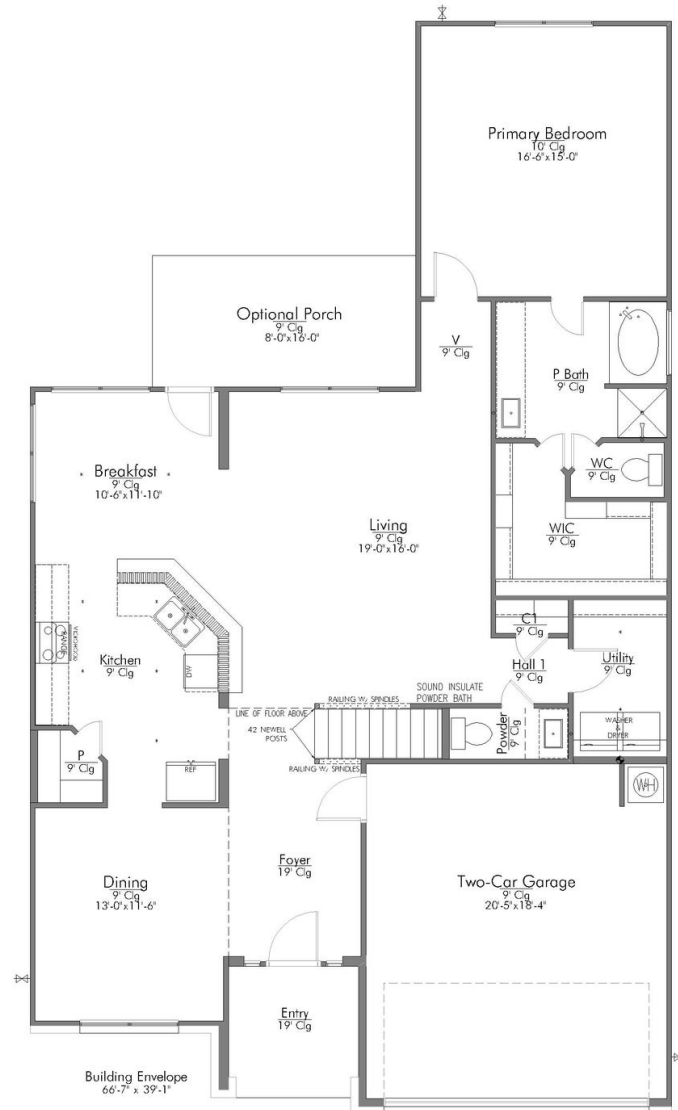 Primary Bedroom
10' Clg
16'-6"x15'-0"
Optional Porch
9' Clg
8'-0"x16'-0"
V
9' Clg
P Bath
9' Clg
Breakfast
9' Clg
10'-6"x11'-10"
WC
9' Clg
Living
9' Clg
19'-0"x16'-0"
WIC
9' Clg
RANGE
Kitchen
9' Clg
DW
C1
9' Clg
Hall 1
9' Clg
Utility
9' Clg
RAILING W/ SPINDLES
SOUND INSULATE
POWDER BATH
LINE OF FLOOR ABOVE
42 NEWELL
POSTS
RAILING W/ SPINDLES
Powder
9' Clg
WASHER
&
DRYER
P
9' Clg
REF
WH
Foyer
19' Clg
Dining
9' Clg
13'-0"x11'-6"
Two-Car Garage
9' Clg
20'-5"x18'-4"
Entry
19' Clg
Building Envelope
66'-7" x 39'-1"